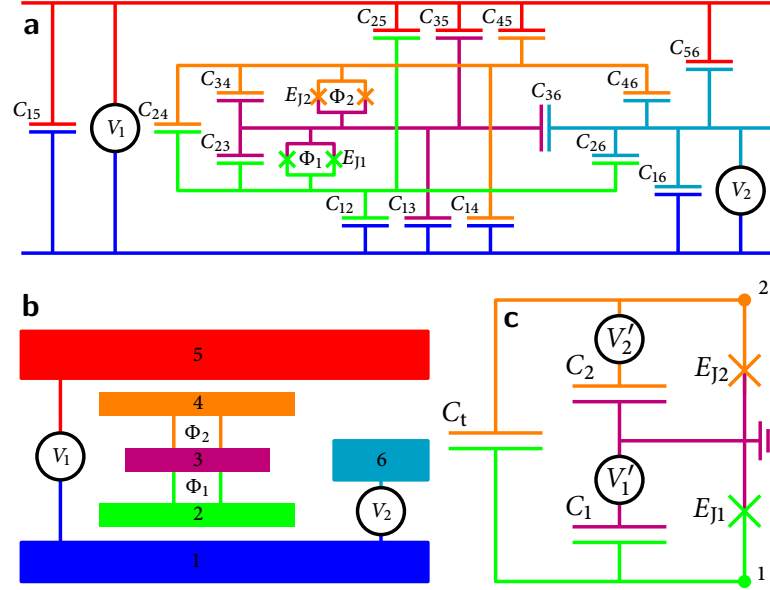 a
C25 C35 C45
C56
C34 EJ2 Φ2 C36 C46
C15 V1 C24
C23 Φ1 EJ1 C26
C16 V2
C12 C13 C14
b
5
4
Φ2
V1 3 6
Φ1
2 V2
1
c
2
V2′
C2 EJ2
Ct
V1′
C1 EJ1
1